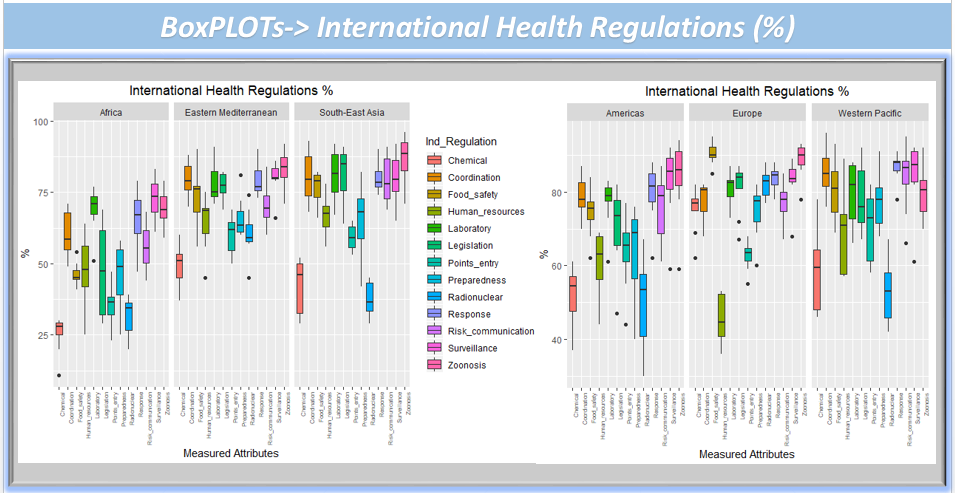 BoxPLOTs-> International Health Regulations (%)
International Health Regulations %
Africa
Eastern Mediterranean
South-East Asia
100
75
50
25
%
Chemical
Coordination
Food_safety
Human_resources
Laboratory
Legislation
Points_entry
Preparedness
Radionuclear
Response
Risk_communication
Surveillance
Zoonosis
Chemical
Coordination
Food_safety
Human_resources
Laboratory
Legislation
Points_entry
Preparedness
Radionuclear
Response
Risk_communication
Surveillance
Zoonosis
Chemical
Coordination
Food_safety
Human_resources
Laboratory
Legislation
Points_entry
Preparedness
Radionuclear
Response
Risk_communication
Surveillance
Zoonosis
Measured Attributes
Ind_Regulation
Chemical
Coordination
Food_safety
Human_resources
Laboratory
Legislation
Points_entry
Preparedness
Radionuclear
Response
Risk_communication
Surveillance
Zoonosis
International Health Regulations %
Americas
Europe
Western Pacific
80
60
40
%
Chemical
Coordination
Food_safety
Human_resources
Laboratory
Legislation
Points_entry
Preparedness
Radionuclear
Response
Risk_communication
Surveillance
Zoonosis
Chemical
Coordination
Food_safety
Human_resources
Laboratory
Legislation
Points_entry
Preparedness
Radionuclear
Response
Risk_communication
Surveillance
Zoonosis
Chemical
Coordination
Food_safety
Human_resources
Laboratory
Legislation
Points_entry
Preparedness
Radionuclear
Response
Risk_communication
Surveillance
Zoonosis
Measured Attributes